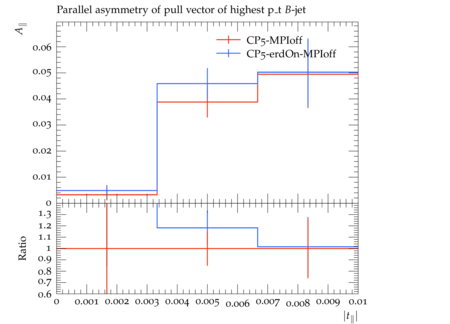 Parallel asymmetry of pull vector of highest p_t B-jet
A∥
CP5-MPIoff
CP5-erdOn-MPIoff
0.06
0.05
0.04
0.03
0.02
0.01
0
Ratio
1.3
1.2
1.1
1
0.9
0.8
0.7
0.6
0 0.001 0.002 0.003 0.004 0.005 0.006 0.007 0.008 0.009 0.01
|t∥|